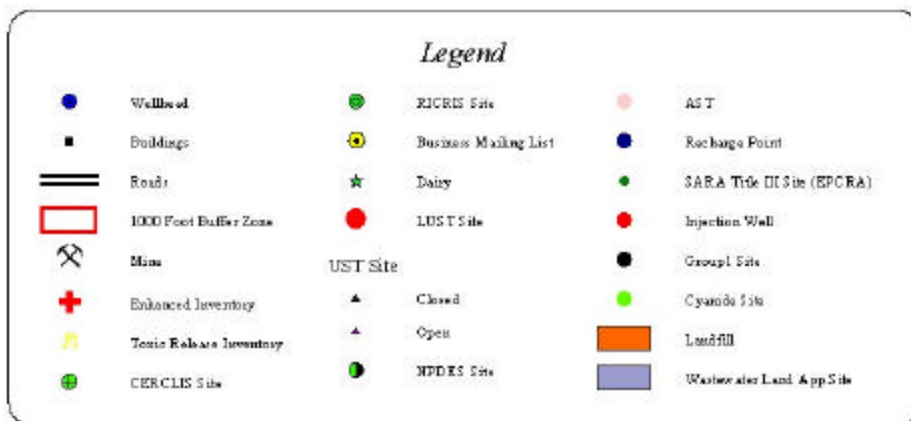 Legend
Wellhead
Buildings
Roads
1000 Foot Buffer Zone
Mine
Enhanced Inventory
Toxic Release Inventory
CERCLIS Site
RICRIS Site
Business Mailing List
Dairy
LUST Site
UST Site
Closed
Open
NPDES Site
AST
Recharge Point
SARA Title III Site (EPCRA)
Injection Well
Group1 Site
Cyanide Site
Landfill
Wastewater Land App Site